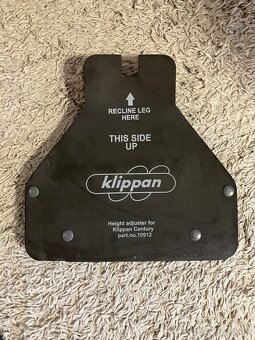 RECLINE LEG
HERE
THIS SIDE
UP
klippan
Height adjuster for
Klippan Century
part.no.10912